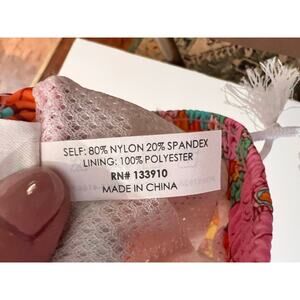 SELF: 80% NYLON 20% SPANDEX
LINING: 100% POLYESTER
RN# 133910
MADE IN CHINA